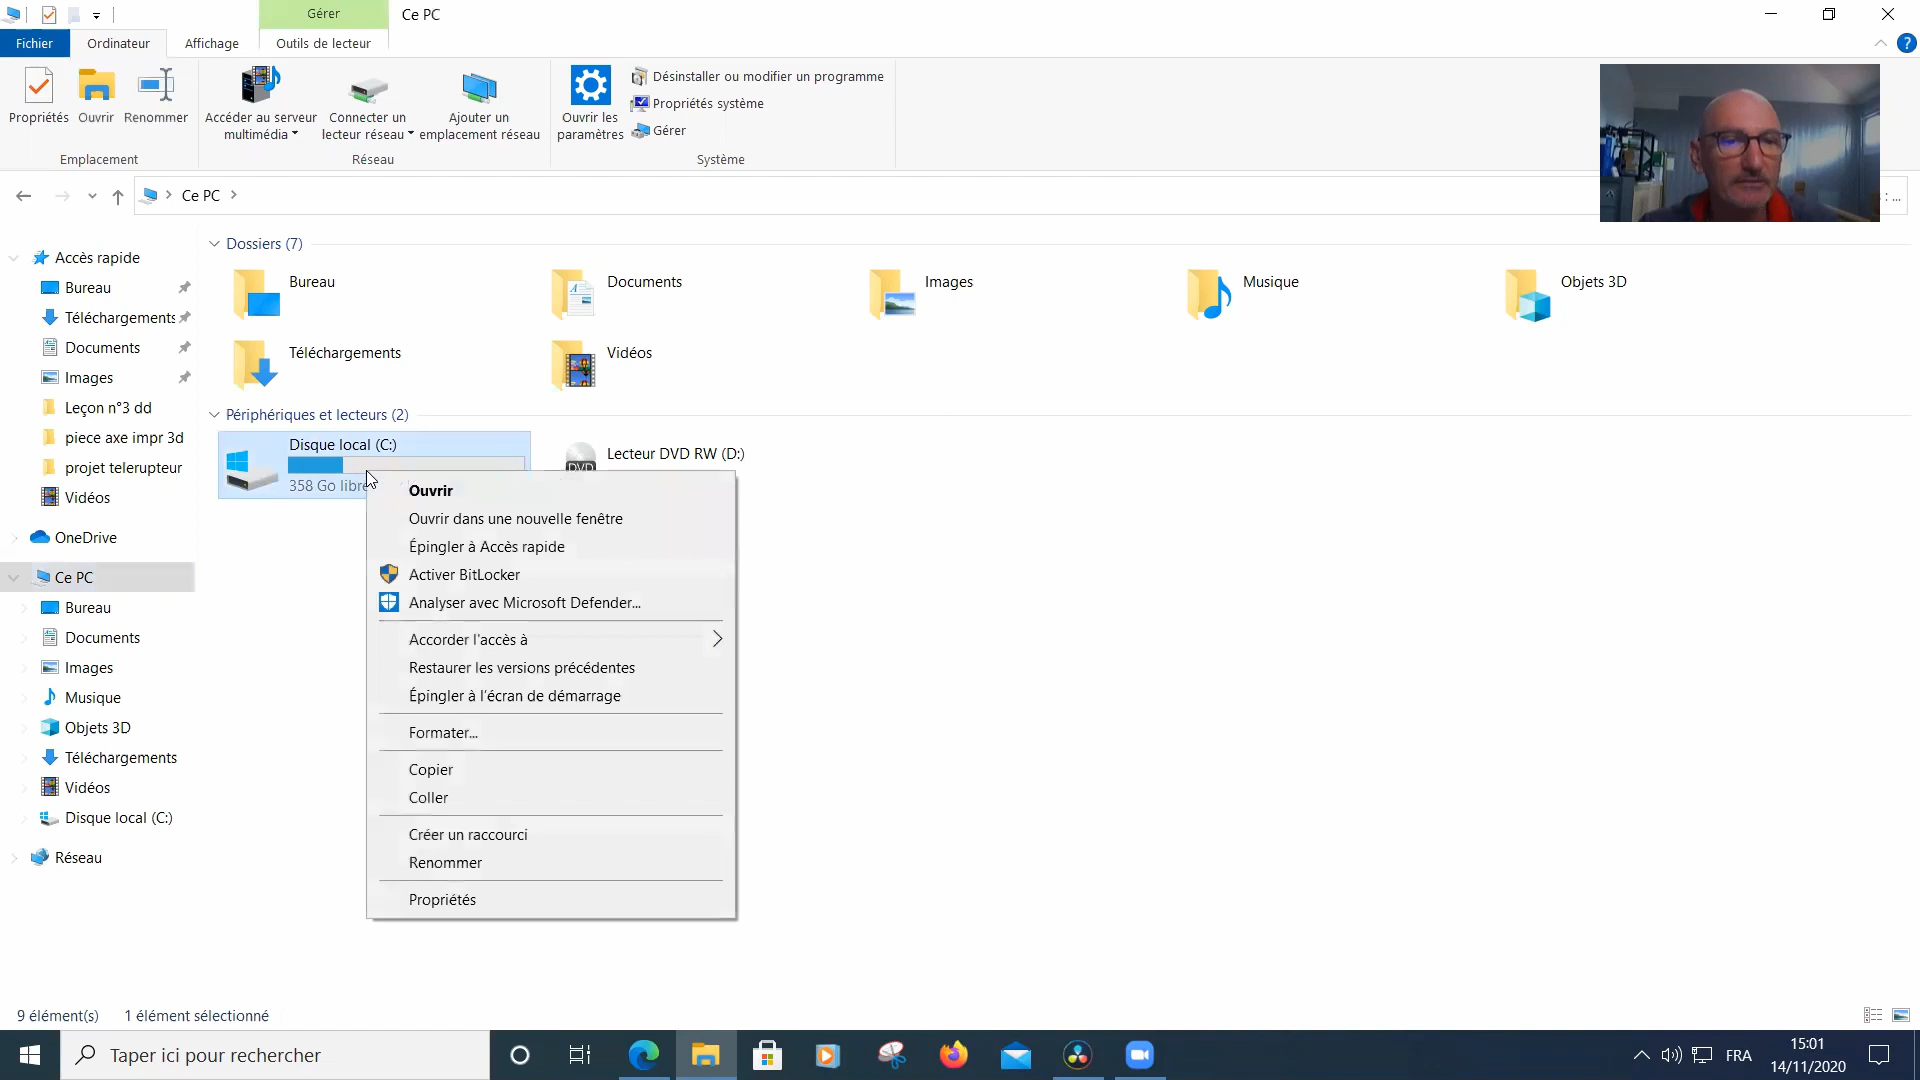 Gérer
Ce PC
Fichier
Ordinateur
Affichage
Outils de lecteur
Propriétés
Ouvrir
Renommer
Accéder au serveur
multimédia
Connecter un
lecteur réseau
Ajouter un
emplacement réseau
Ouvrir les
paramètres
Désinstaller ou modifier un programme
Propriétés système
Gérer
Emplacement
Réseau
Système
Ce PC
: ...
Accès rapide
Bureau
Téléchargements
Documents
Images
Leçon n°3 dd
piece axe impr 3d
projet telerupteur
Vidéos
OneDrive
Ce PC
Bureau
Documents
Images
Musique
Objets 3D
Téléchargements
Vidéos
Disque local (C:)
Réseau
Dossiers (7)
Bureau
Documents
Images
Musique
Objets 3D
Téléchargements
Vidéos
Périphériques et lecteurs (2)
Disque local (C:)
358 Go libre
Lecteur DVD RW (D:)
DVD
Ouvrir
Ouvrir dans une nouvelle fenêtre
Épingler à Accès rapide
Activer BitLocker
Analyser avec Microsoft Defender...
Accorder l'accès à
Restaurer les versions précédentes
Épingler à l'écran de démarrage
Formater...
Copier
Coller
Créer un raccourci
Renommer
Propriétés
9 élément(s)
1 élément sélectionné
Taper ici pour rechercher
FRA
15:01
14/11/2020